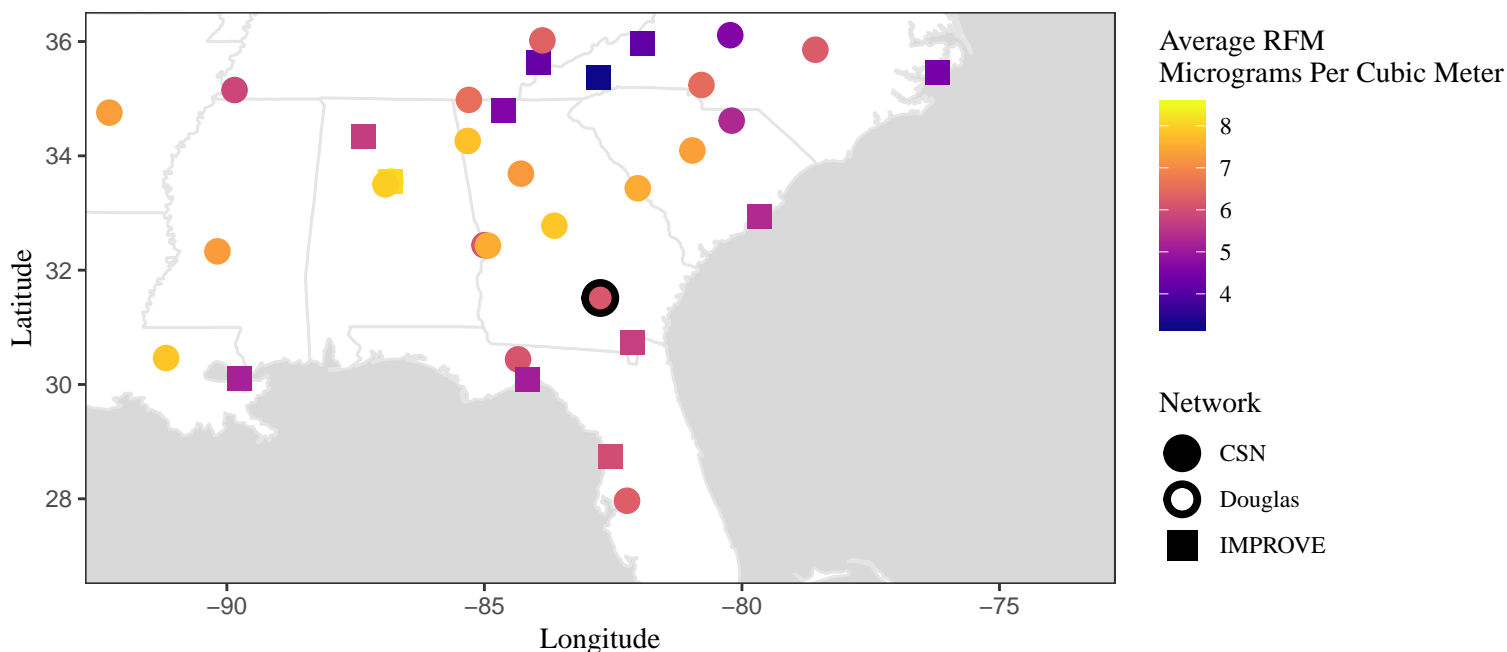 36
34
32
30
28
Latitude
−90
−85
−80
−75
Longitude
Average RFM
Micrograms Per Cubic Meter
8
7
6
5
4
Network
CSN
Douglas
IMPROVE